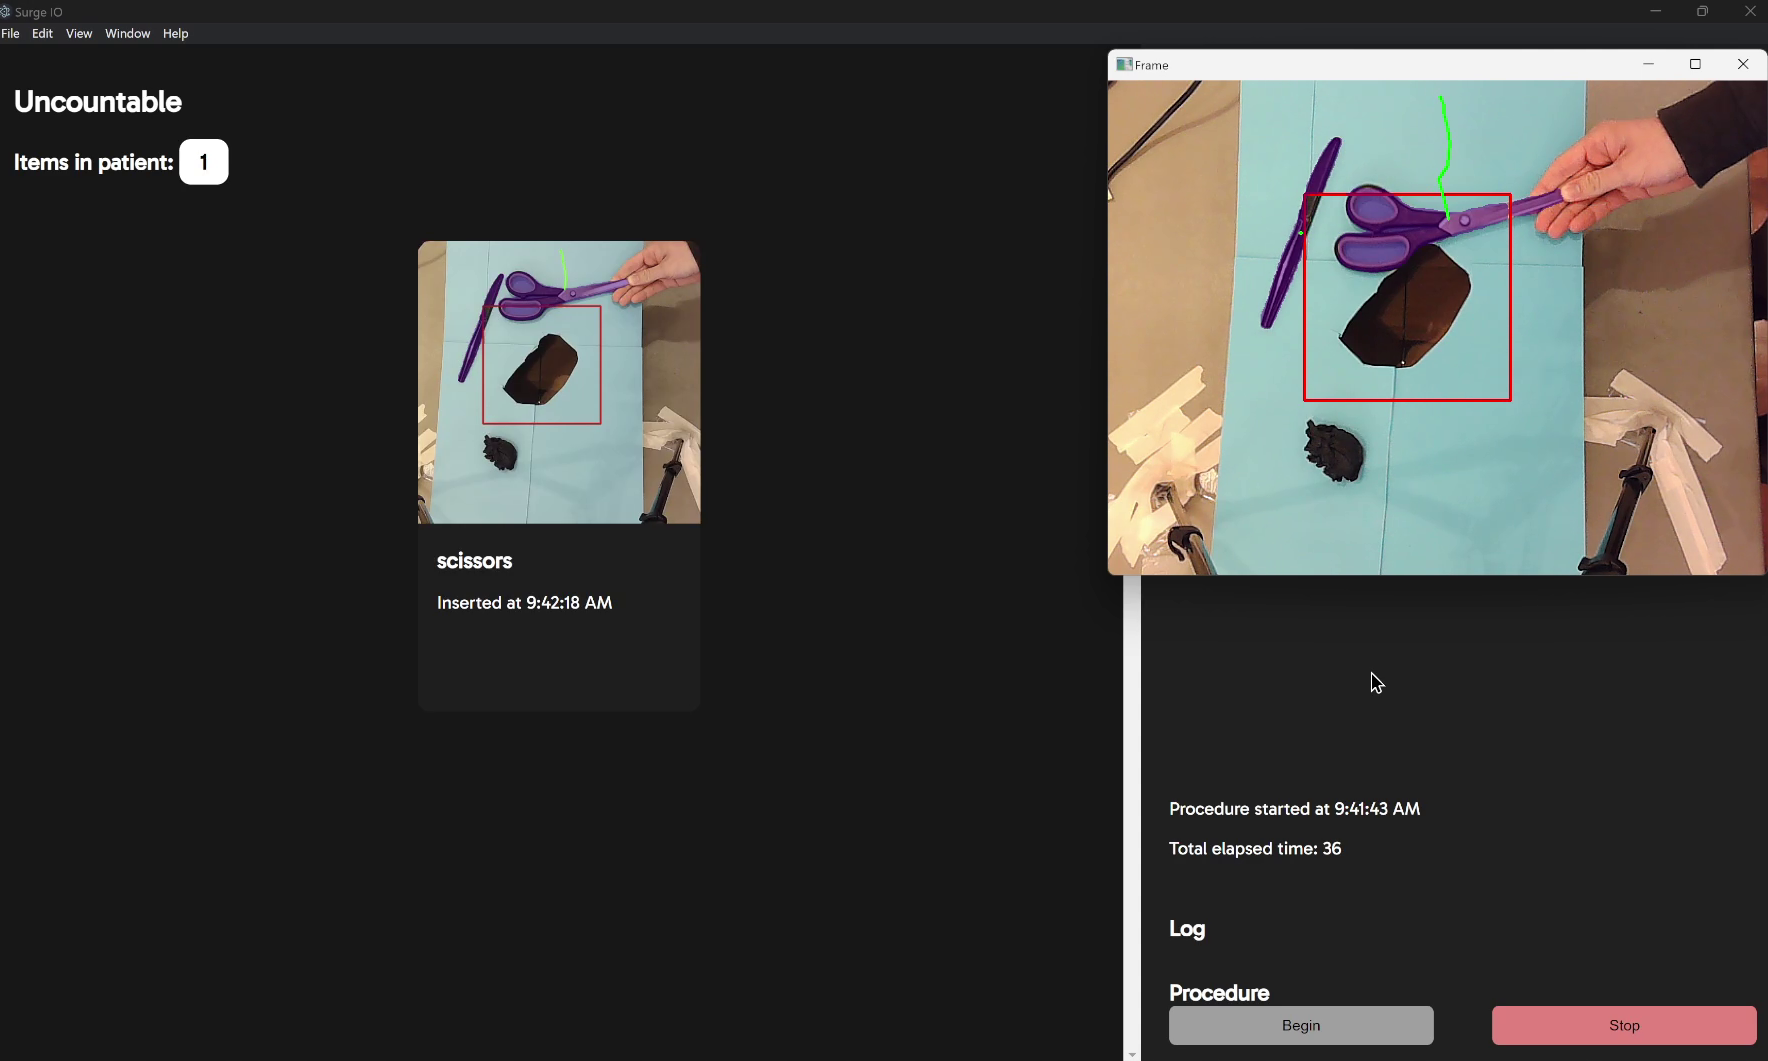 Surge IO
File Edit View Window Help
Frame
Uncountable
Items in patient: 1
scissors
Inserted at 9:42:18 AM
Procedure started at 9:41:43 AM
Total elapsed time: 36
Log
Procedure
Begin Stop